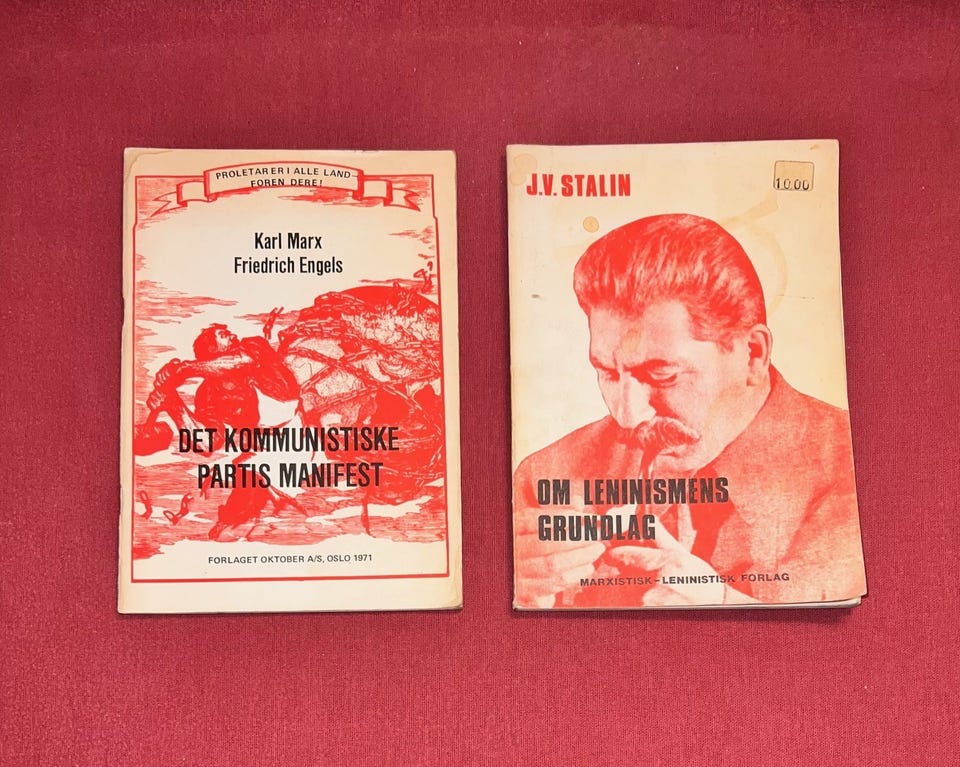 PROLETARER I ALLE LAND-
FOREN DERE!
Karl Marx
Friedrich Engels
DET KOMMUNISTISKE
PARTIS MANIFEST
FORLAGET OKTOBER A/S, OSLO 1971
J.V. STALIN
10.00
OM LENINISMENS
GRUNDLAG
MARXISTISK-LENINISTISK FORLAG